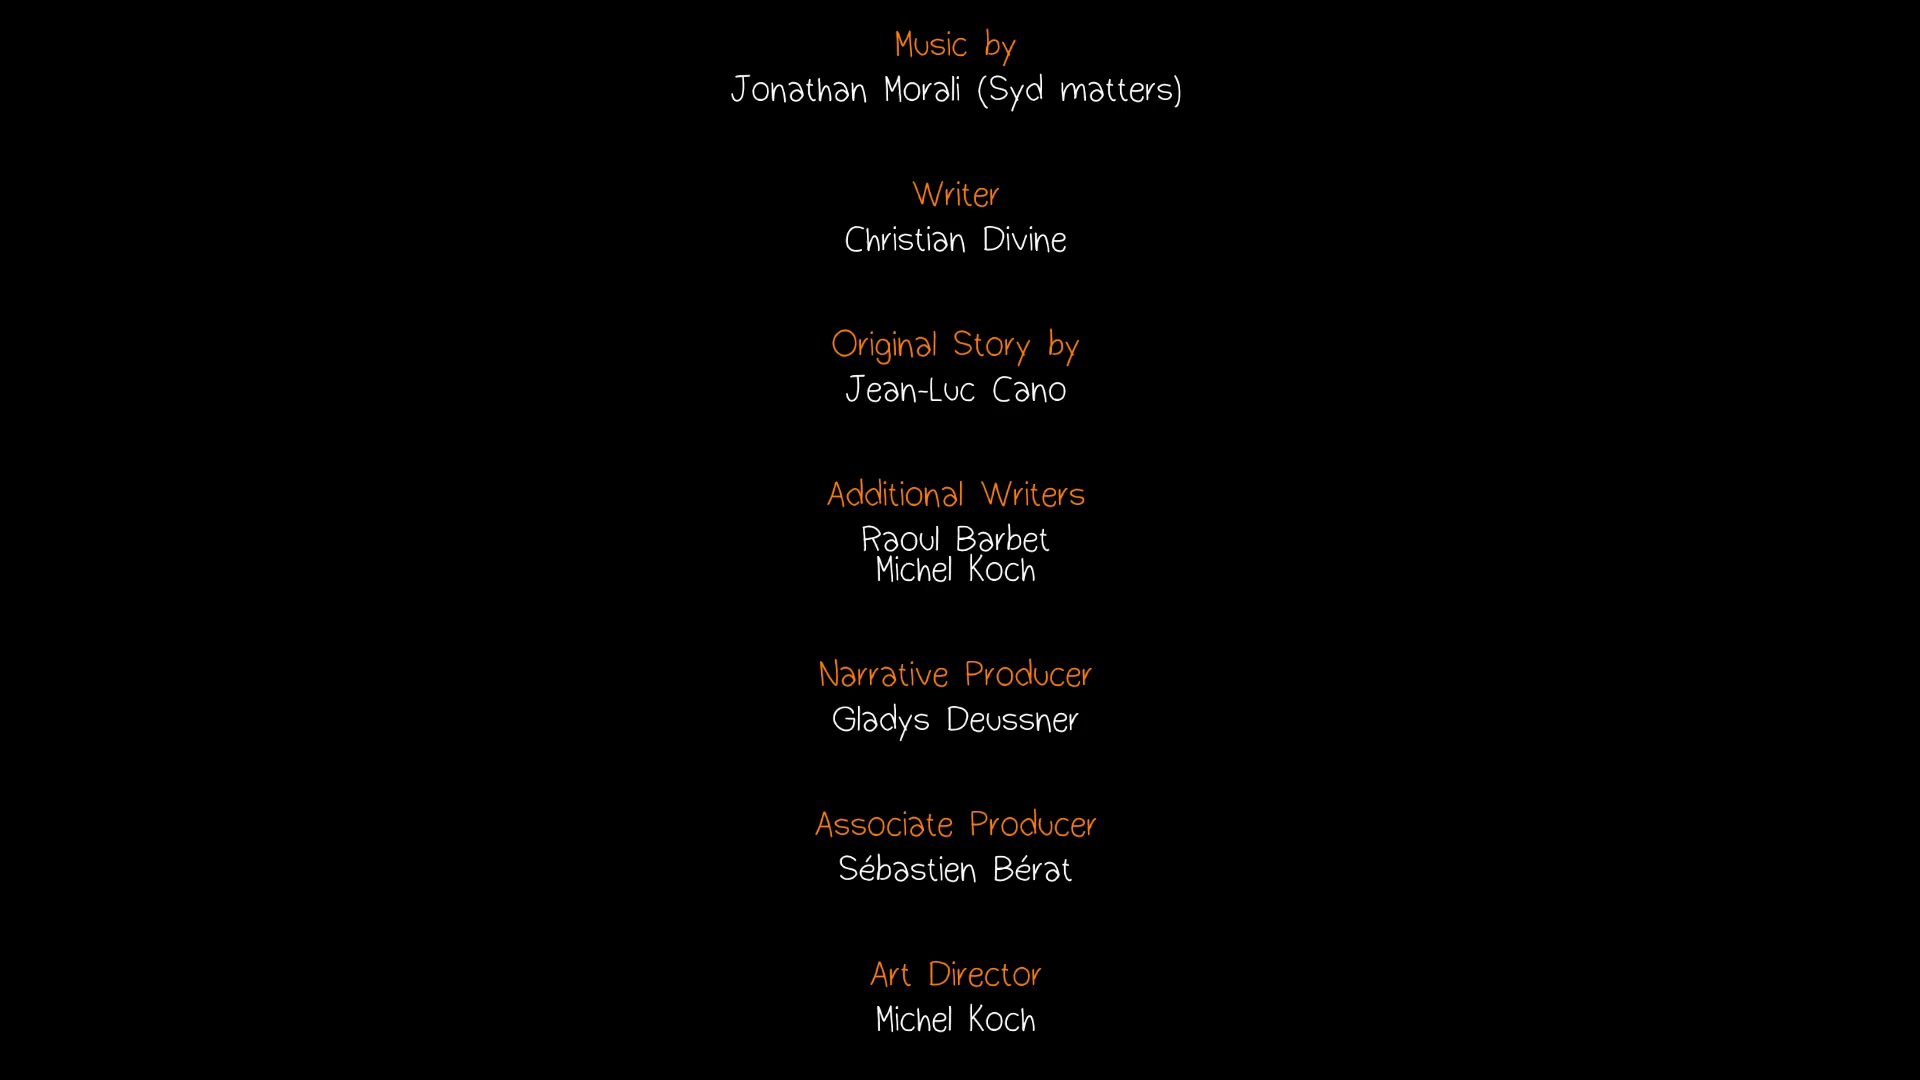 Music by
Jonathan Morali (Syd matters)
Writer
Christian Divine
Original Story by
Jean-Luc Cano
Additional Writers
Raoul Barbet
Michel Koch
Narrative Producer
Gladys Deussner
Associate Producer
Sébastien Bérat
Art Director
Michel Koch